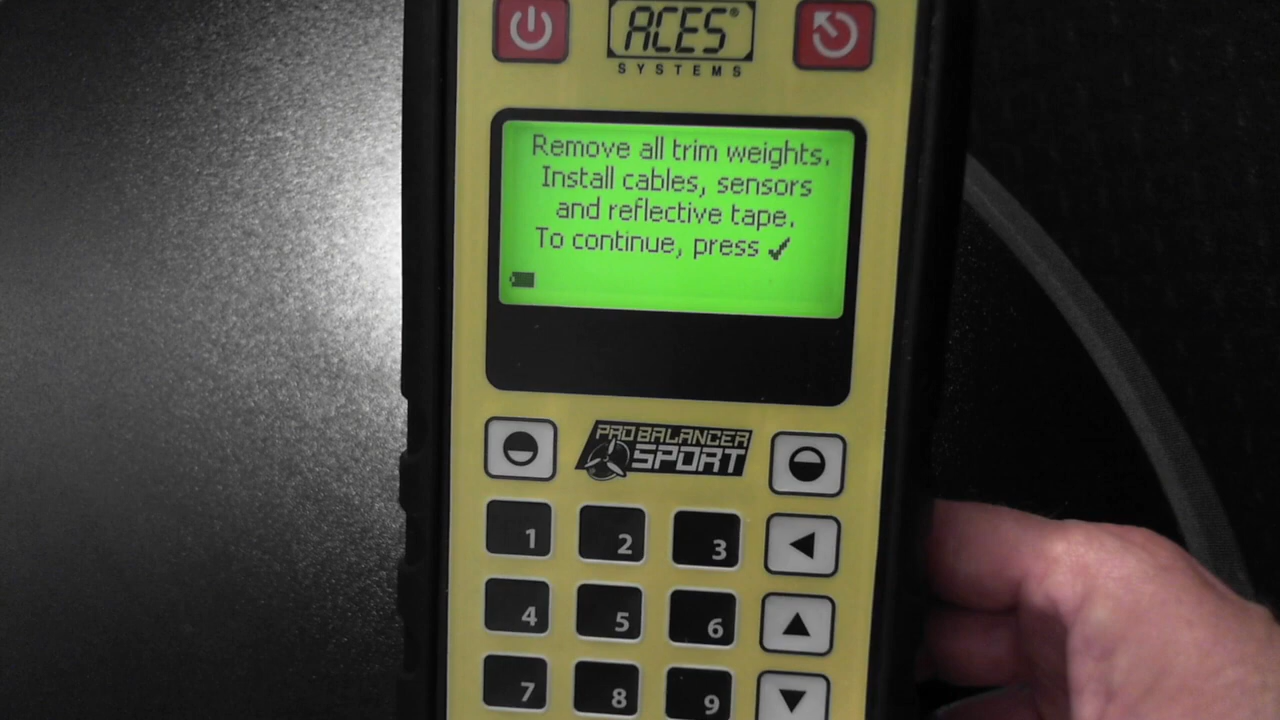 ACES®
SYSTEMS
Remove all trim weights.
Install cables, sensors
and reflective tape.
To continue, press ✓
PRO BALANCER
SPORT
1 2 3
4 5 6
7 8 9